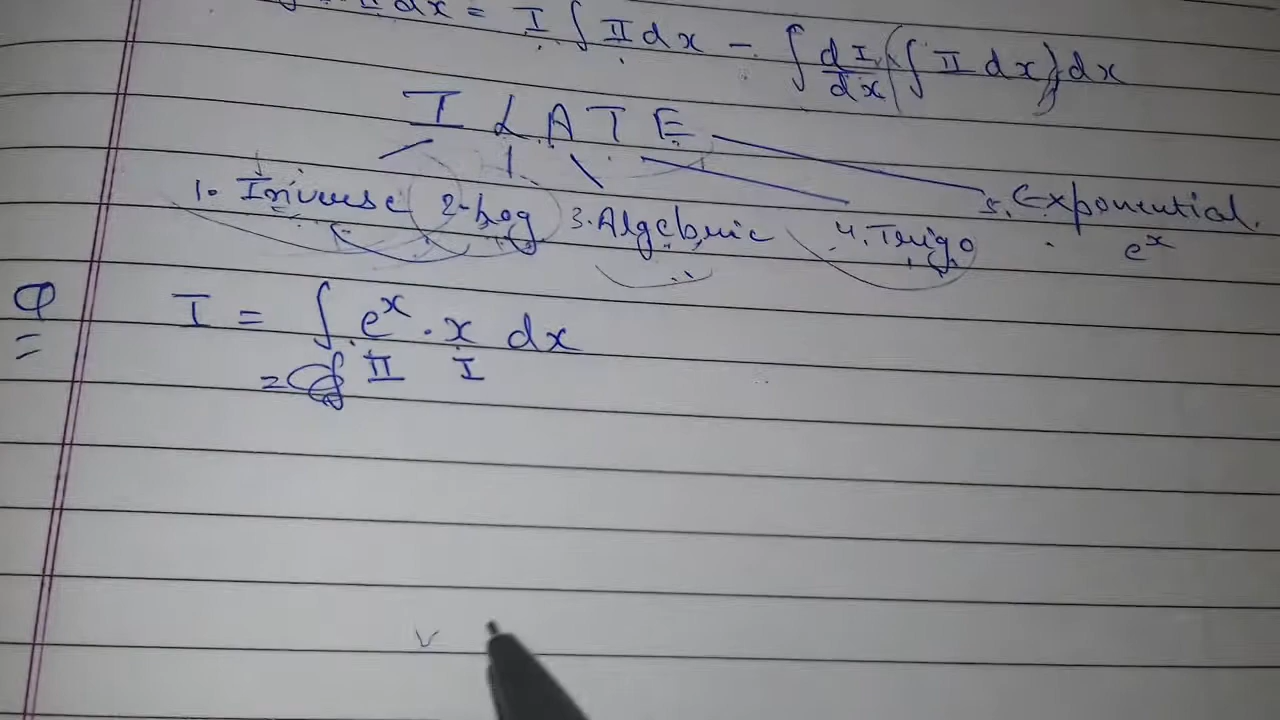 II dx = I ∫ II dx - ∫ dI/dx (∫ II dx) dx
I L A T E
1. Inverse 2. Log 3. Algebric 4. Trigo 5. Exponential
e^x
Q I = ∫ e^x . x dx
= II I